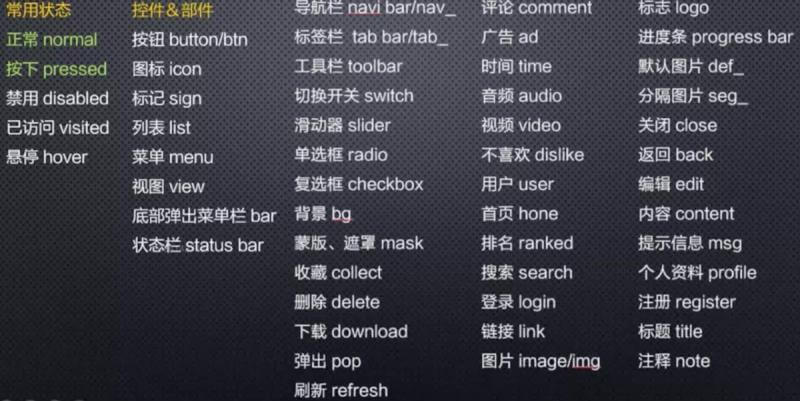 常用状态
正常 normal
按下 pressed
禁用 disabled
已访问 visited
悬停 hover
控件＆部件
按钮 button/btn
图标 icon
标记 sign
列表 list
菜单 menu
视图 view
底部弹出菜单栏 bar
状态栏 status bar
导航栏 navi bar/nav_
标签栏 tab bar/tab_
工具栏 toolbar
切换开关 switch
滑动器 slider
单选框 radio
复选框 checkbox
背景 bg
蒙版、遮罩 mask
收藏 collect
删除 delete
下载 download
弹出 pop
刷新 refresh
评论 comment
广告 ad
时间 time
音频 audio
视频 video
不喜欢 dislike
用户 user
首页 hone
排名 ranked
搜索 search
登录 login
链接 link
图片 image/img
标志 logo
进度条 progress bar
默认图片 def_
分隔图片 seg_
关闭 close
返回 back
编辑 edit
内容 content
提示信息 msg
个人资料 profile
注册 register
标题 title
注释 note